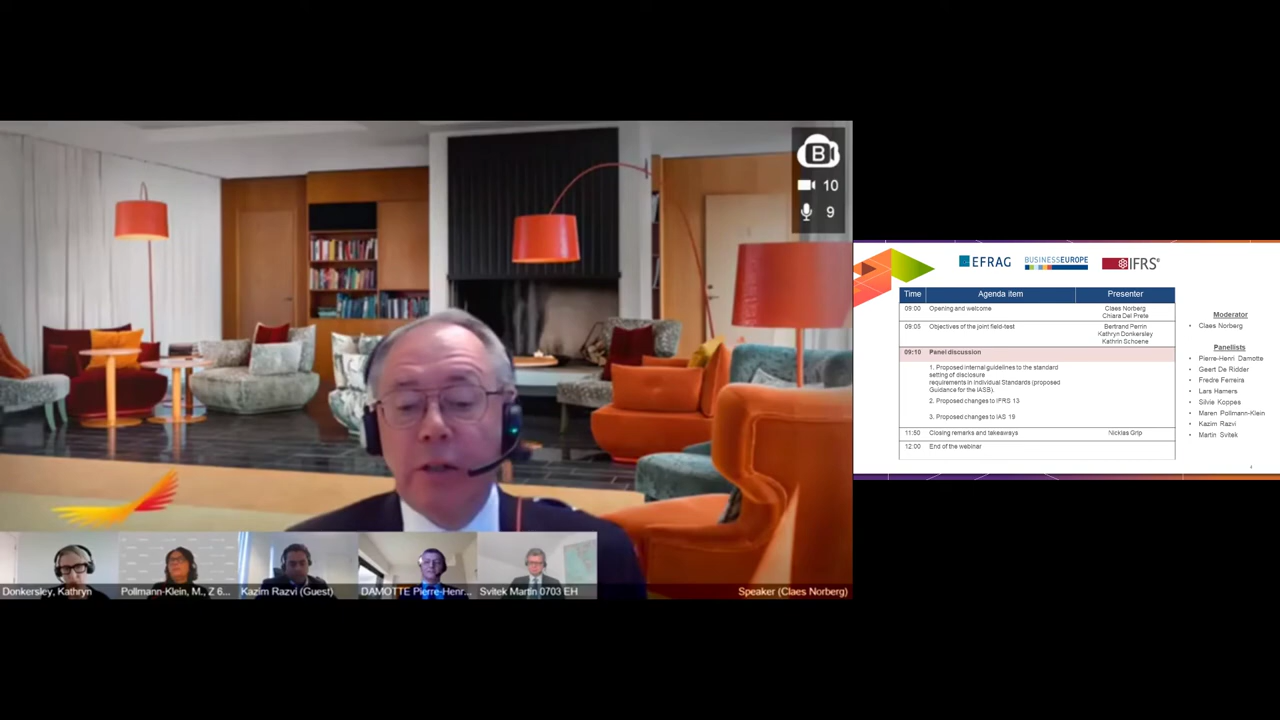 B
10
9
Donkersley, Kathryn
Pollmann-Klein, M., Z 6...
Kazim Razvi (Guest)
DAMOTTE Pierre-Henr...
Svitek Martin 0703 EH
Speaker (Claes Norberg)
EFRAG
BUSINESSEUROPE
IFRS®
Time Agenda item Presenter
09:00 Opening and welcome Claes Norberg
Chiara Del Prete
09:05 Objectives of the joint field-test Bertrand Perrin
Kathryn Donkersley
Kathrin Schoene
09:10 Panel discussion
1. Proposed internal guidelines to the standard
setting of disclosure
requirements in individual Standards (proposed
Guidance for the IASB).
2. Proposed changes to IFRS 13
3. Proposed changes to IAS 19
11:50 Closing remarks and takeaways Nicklas Grip
12:00 End of the webinar
Moderator
• Claes Norberg
Panellists
• Pierre-Henri Damotte
• Geert De Ridder
• Fredre Ferreira
• Lars Hamers
• Silvie Koppes
• Maren Pollmann-Klein
• Kazim Razvi
• Martin Svitek